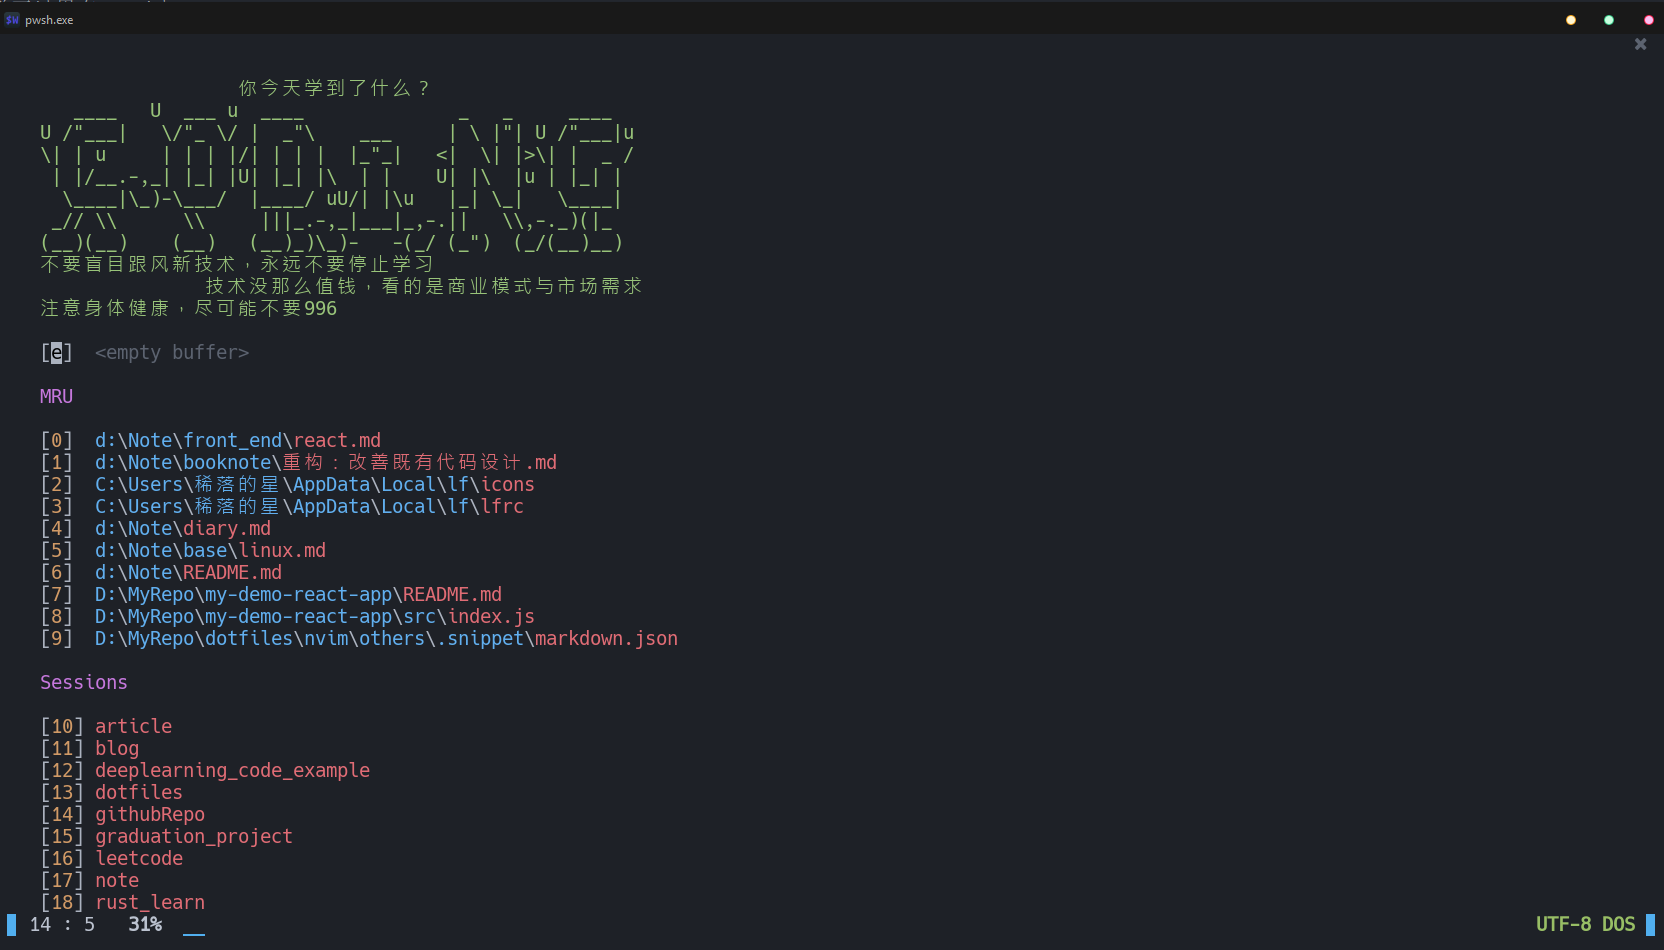 pwsh.exe
你今天学到了什么？
   ____   U  ___ u  ____              _   _     ____
U /"___|   \/"_ \/ |  _"\    ___     | \ |"| U /"___|u
\| | u     | | | |/| | | |  |_"_|   <|  \| |>\| |  _ /
 | |/__.-,_| |_| |U| |_| |\  | |    U| |\  |u | |_| |
  \____|\_)-\___/  |____/ uU/| |\u   |_| \_|   \____|
 _// \\      \\     |||_.-,_|___|_,-.||   \\,-._)(|_
(__)(__)    (__)   (__)_)\_)-   -(_/ (_")  (_/(__)__)
不要盲目跟风新技术，永远不要停止学习
技术没那么值钱，看的是商业模式与市场需求
注意身体健康，尽可能不要996
[e]  <empty buffer>
MRU
[0]  d:\Note\front_end\react.md
[1]  d:\Note\booknote\重构：改善既有代码设计.md
[2]  C:\Users\稀落的星\AppData\Local\lf\icons
[3]  C:\Users\稀落的星\AppData\Local\lf\lfrc
[4]  d:\Note\diary.md
[5]  d:\Note\base\linux.md
[6]  d:\Note\README.md
[7]  D:\MyRepo\my-demo-react-app\README.md
[8]  D:\MyRepo\my-demo-react-app\src\index.js
[9]  D:\MyRepo\dotfiles\nvim\others\.snippet\markdown.json
Sessions
[10] article
[11] blog
[12] deeplearning_code_example
[13] dotfiles
[14] githubRepo
[15] graduation_project
[16] leetcode
[17] note
[18] rust_learn
14 : 5   31%
UTF-8 DOS